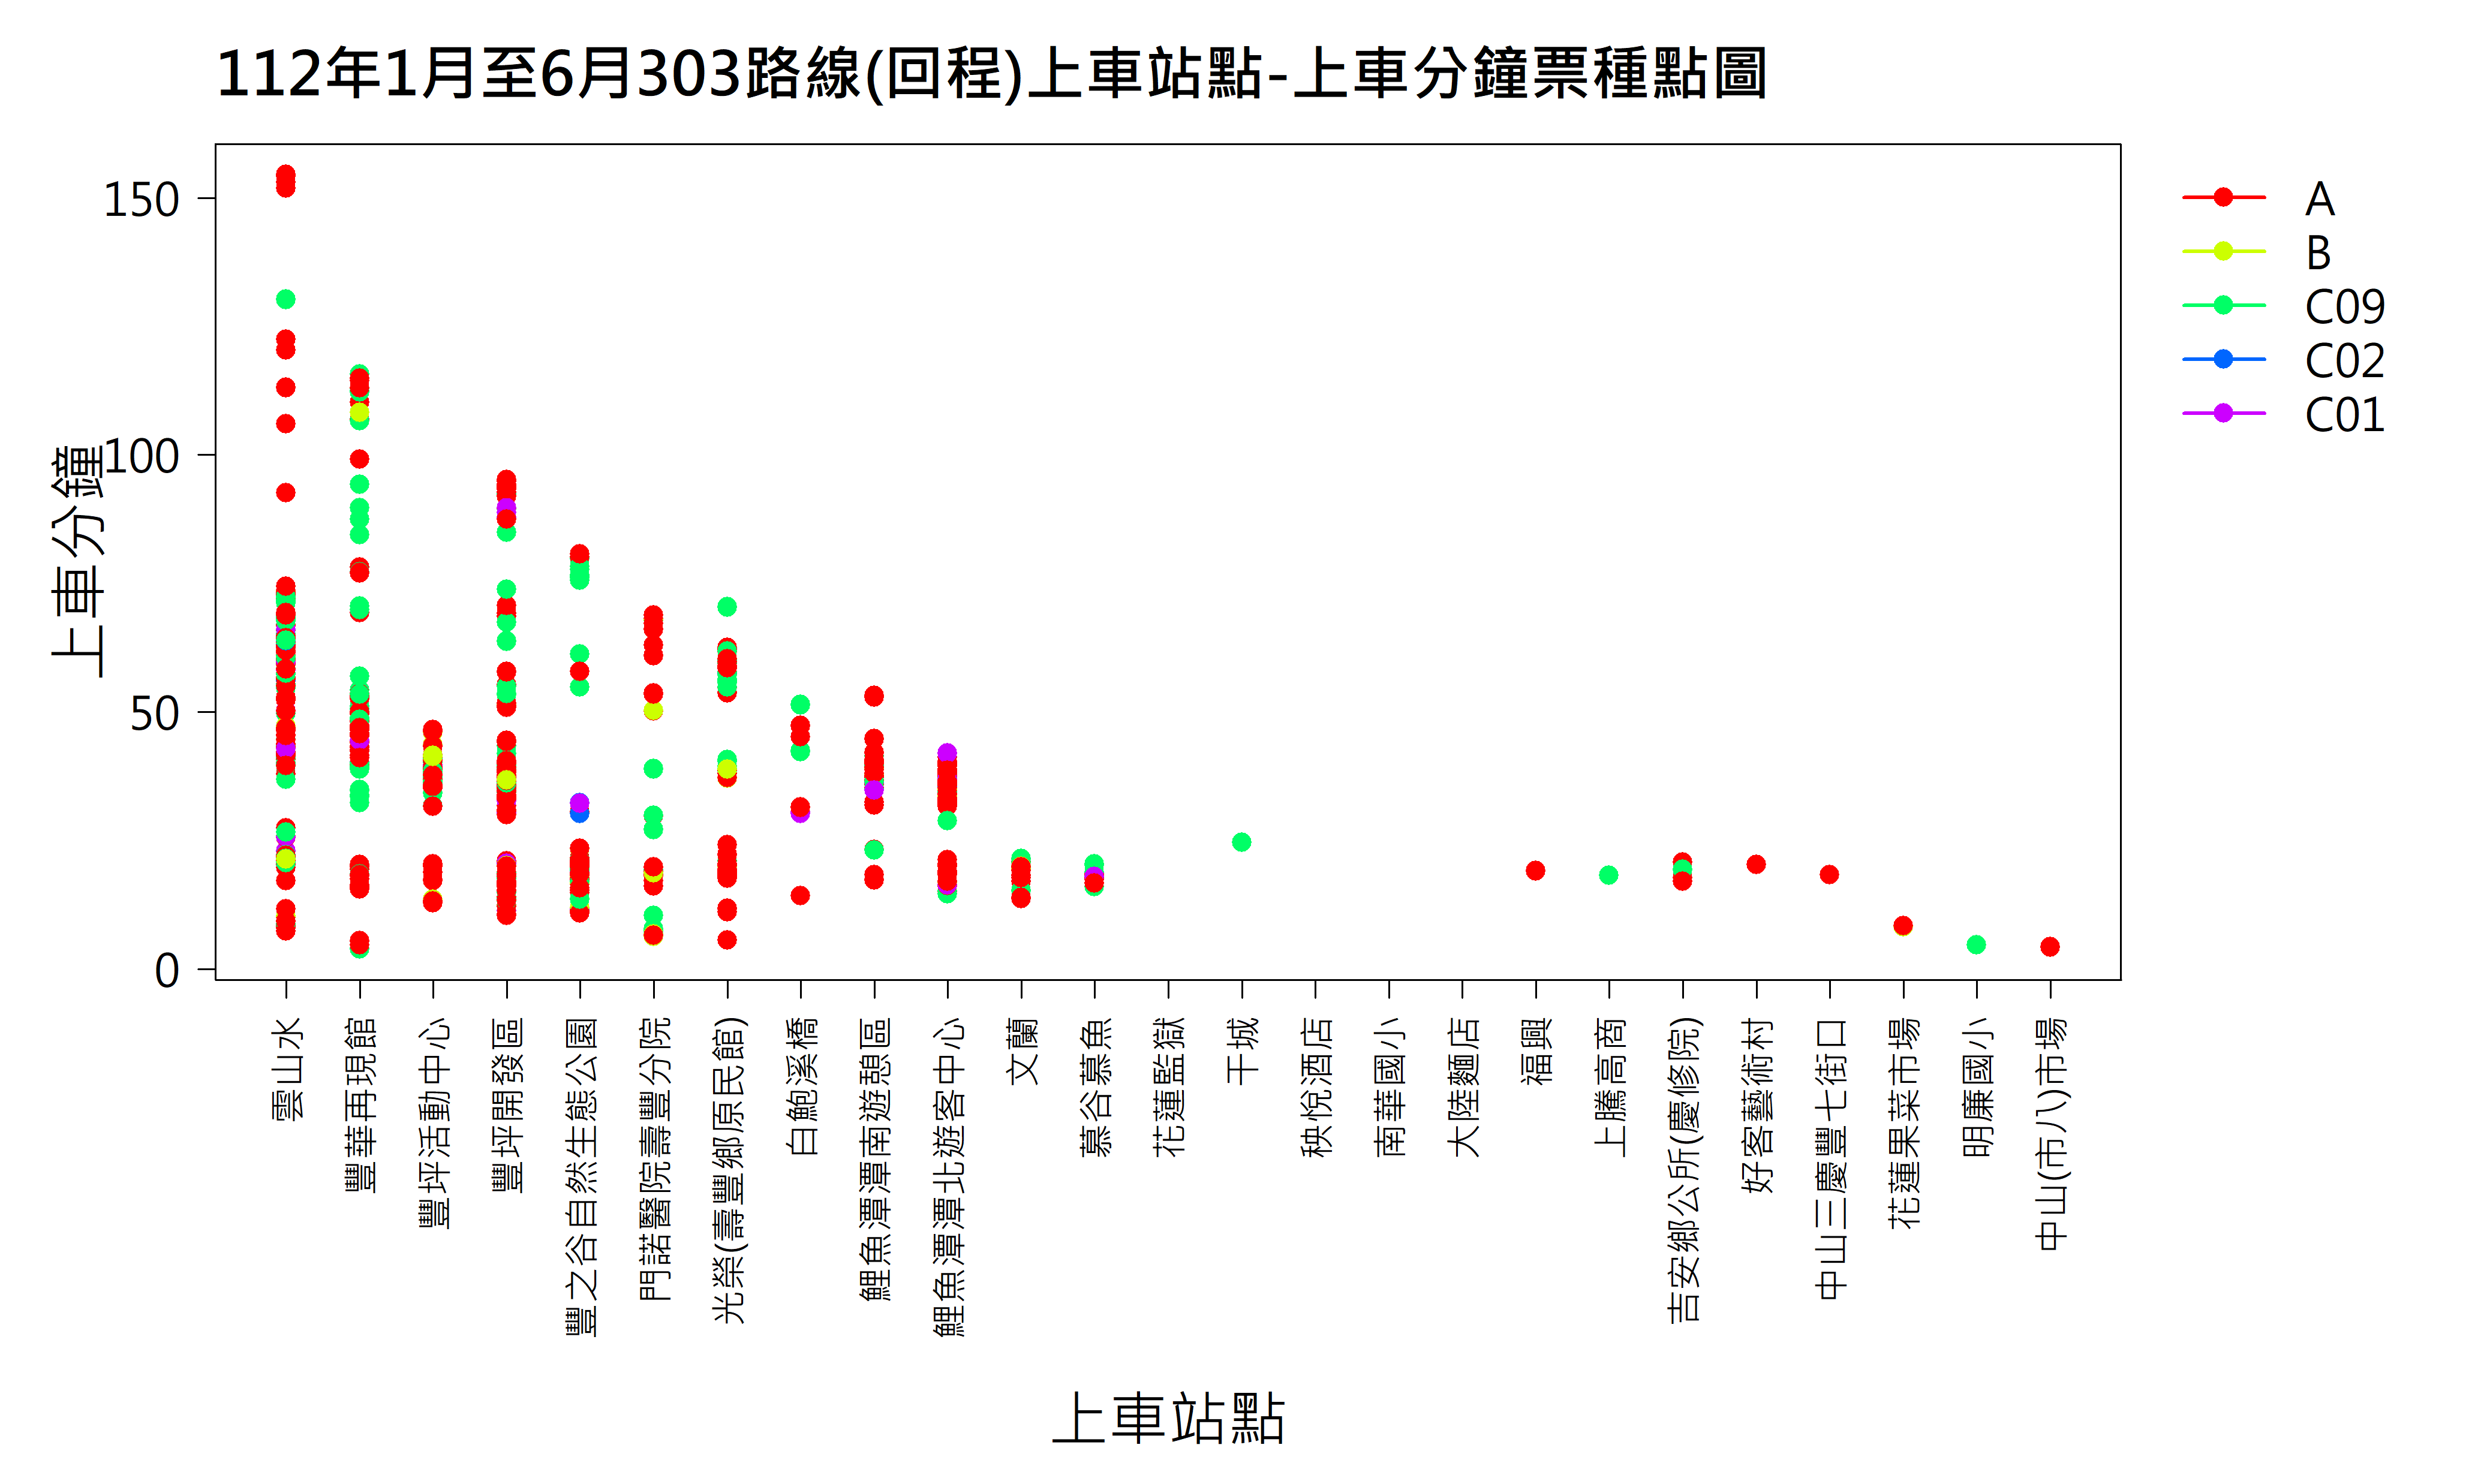 112年1月至6月303路線(回程)上車站點-上車分鐘票種點圖
上車分鐘
150
100
50
0
A
B
C09
C02
C01
雲山水
豐華再現館
豐坪活動中心
豐坪開發區
豐之谷自然生態公園
門諾醫院壽豐分院
光榮(壽豐鄉原民館)
白鮑溪橋
鯉魚潭潭南遊憩區
鯉魚潭潭北遊客中心
文蘭
慕谷慕魚
花蓮監獄
干城
秧悅酒店
南華國小
大陸麵店
福興
上騰高商
吉安鄉公所(慶修院)
好客藝術村
中山三慶豐七街口
花蓮果菜市場
明廉國小
中山(市八)市場
上車站點